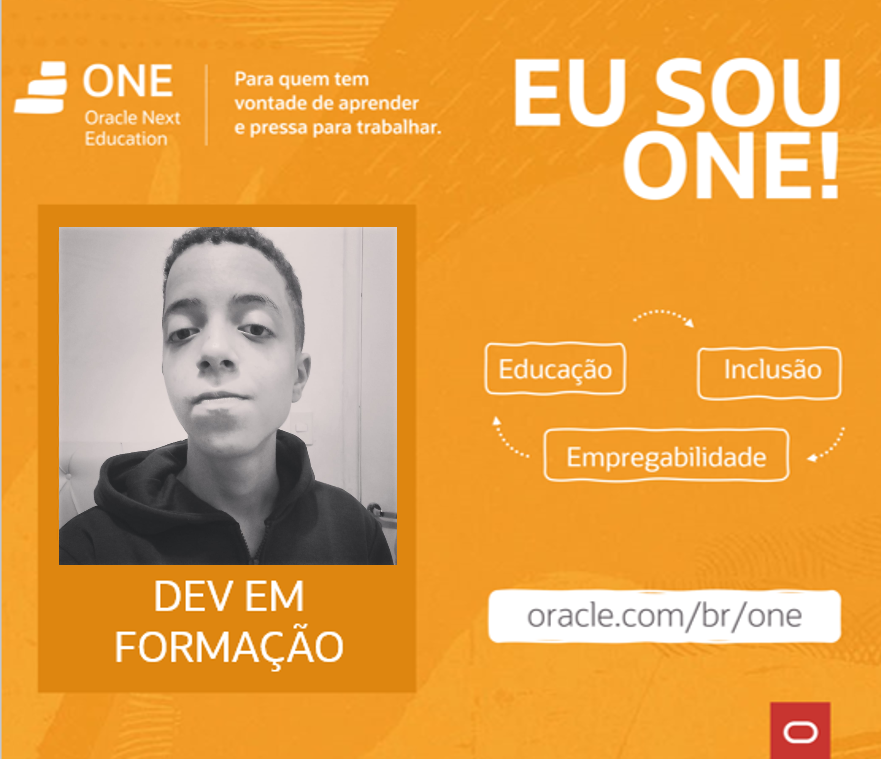 ONE
Oracle Next
Education
Para quem tem
vontade de aprender
e pressa para trabalhar.
EU SOU
ONE!
Educação
Inclusão
Empregabilidade
DEV EM
FORMAÇÃO
oracle.com/br/one